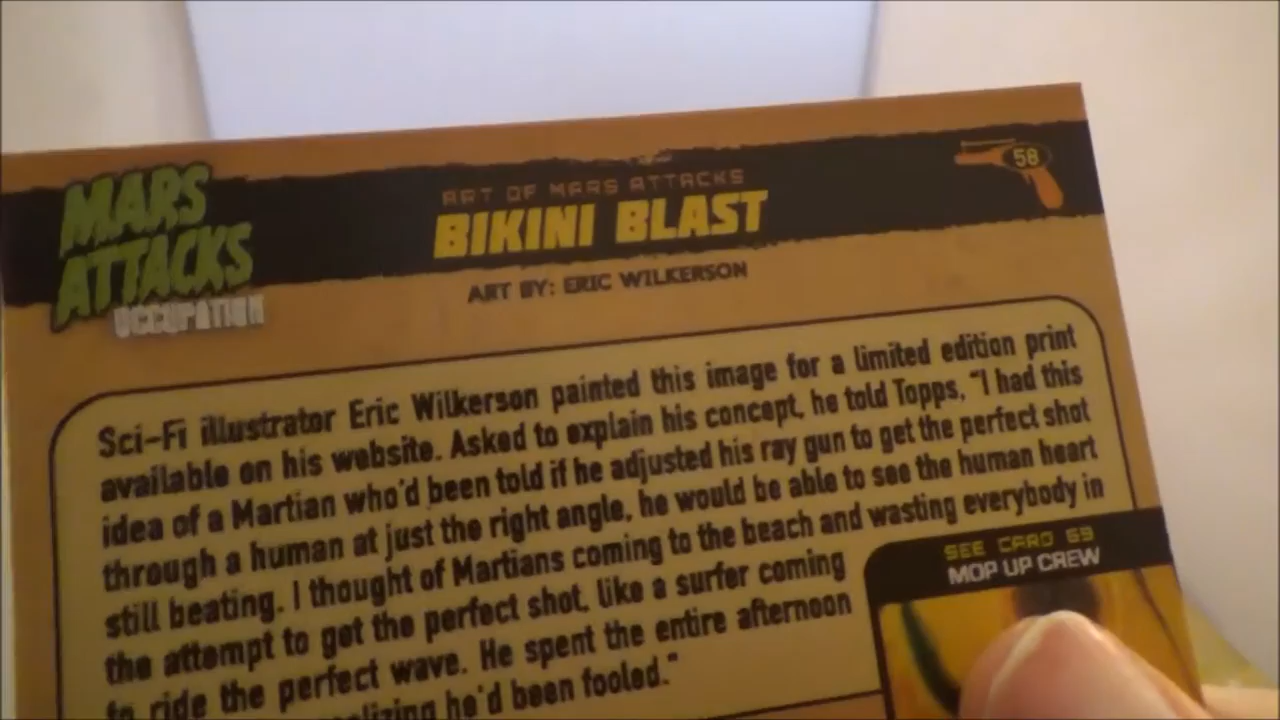 MARS
ATTACKS
OCCUPATION
ART OF MARS ATTACKS
BIKINI BLAST
ART BY: ERIC WILKERSON
58
Sci-Fi illustrator Eric Wilkerson painted this image for a limited edition print
available on his website. Asked to explain his concept, he told Topps, "I had this
idea of a Martian who'd been told if he adjusted his ray gun to get the perfect shot
through a human at just the right angle, he would be able to see the human heart
still beating. I thought of Martians coming to the beach and wasting everybody in
the attempt to get the perfect shot, like a surfer coming
to ride the perfect wave. He spent the entire afternoon
he'd been fooled."
SEE CARD 69
MOP UP CREW